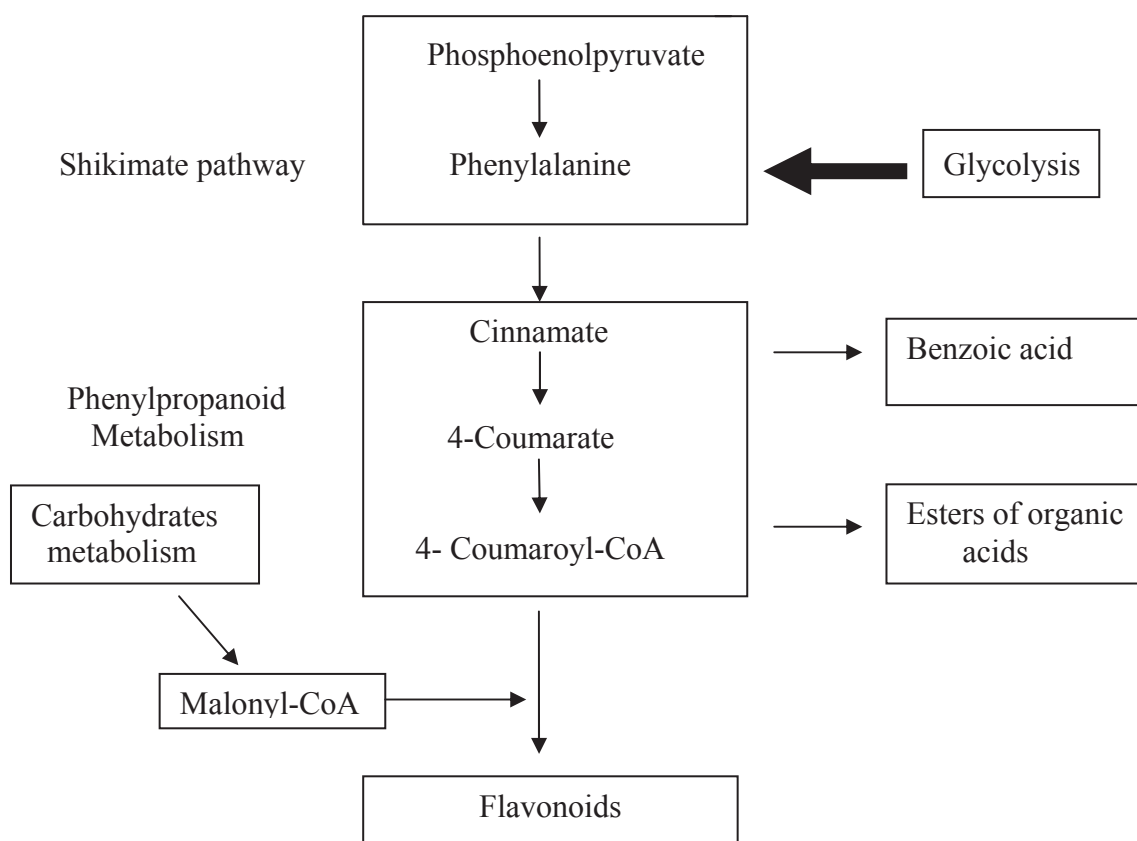 Phosphoenolpyruvate
Shikimate pathway
Phenylalanine
Glycolysis
Cinnamate
Benzoic acid
Phenylpropanoid
Metabolism
4-Coumarate
Carbohydrates
metabolism
4- Coumaroyl-CoA
Esters of organic
acids
Malonyl-CoA
Flavonoids